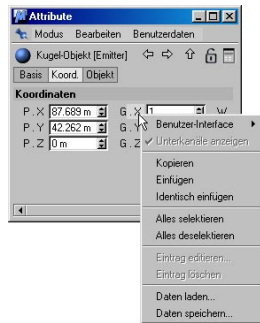 Attribute
Modus Bearbeiten Benutzerdaten
Kugel-Objekt [Emitter]
Basis Koord. Objekt
Koordinaten
P . X 87.689 m G . X 1 W
P . Y 42.262 m G . Y
P . Z 0 m G . Z
Benutzer-Interface
Unterkanäle anzeigen
Kopieren
Einfügen
Identisch einfügen
Alles selektieren
Alles deselektieren
Eintrag editieren...
Eintrag löschen
Daten laden...
Daten speichern...